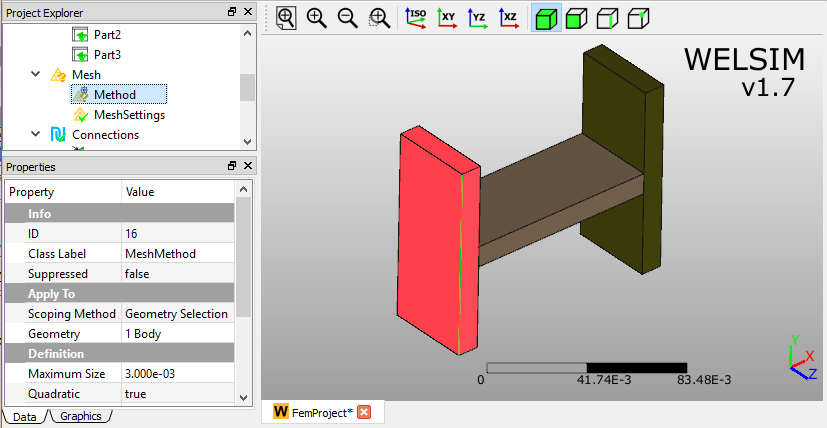 Project Explorer
Part2
Part3
Mesh
Method
MeshSettings
Connections
Properties
Property Value
Info
ID 16
Class Label MeshMethod
Suppressed false
Apply To
Scoping Method Geometry Selection
Geometry 1 Body
Definition
Maximum Size 3.000e-03
Quadratic true
Data Graphics
ISO XY YZ XZ
WELSIM
v1.7
0 41.74E-3 83.48E-3
Y
X
Z
W FemProject*